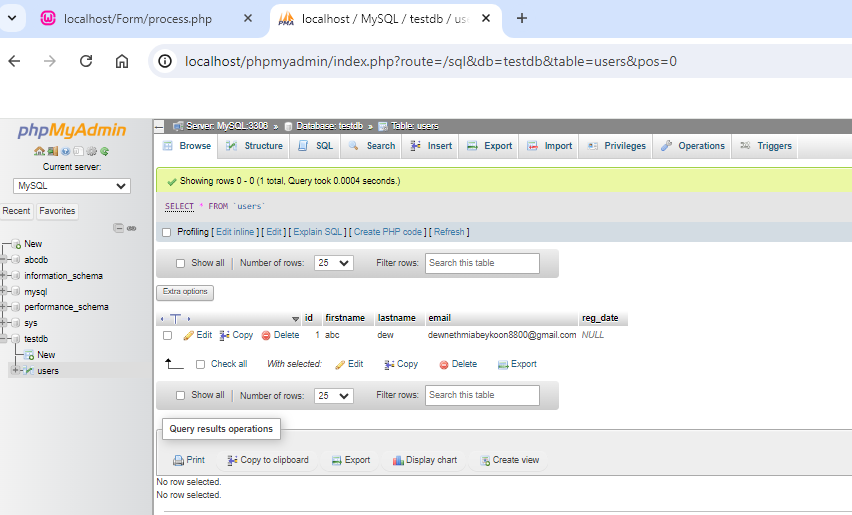 localhost/Form/process.php
localhost / MySQL / testdb / use
localhost/phpmyadmin/index.php?route=/sql&db=testdb&table=users&pos=0
phpMyAdmin
Current server:
MySQL
Recent Favorites
New
abcdb
information_schema
mysql
performance_schema
sys
testdb
New
users
Server: MySQL:3306 » Database: testdb » Table: users
Browse Structure SQL Search Insert Export Import Privileges Operations Triggers
Showing rows 0 - 0 (1 total, Query took 0.0004 seconds.)
SELECT * FROM `users`
Profiling [ Edit inline ] [ Edit ] [ Explain SQL ] [ Create PHP code ] [ Refresh ]
Show all | Number of rows: 25 Filter rows: Search this table
Extra options
id firstname lastname email reg_date
Edit Copy Delete 1 abc dew dewnethmiabeykoon8800@gmail.com NULL
Check all With selected: Edit Copy Delete Export
Show all | Number of rows: 25 Filter rows: Search this table
Query results operations
Print Copy to clipboard Export Display chart Create view
No row selected.
No row selected.